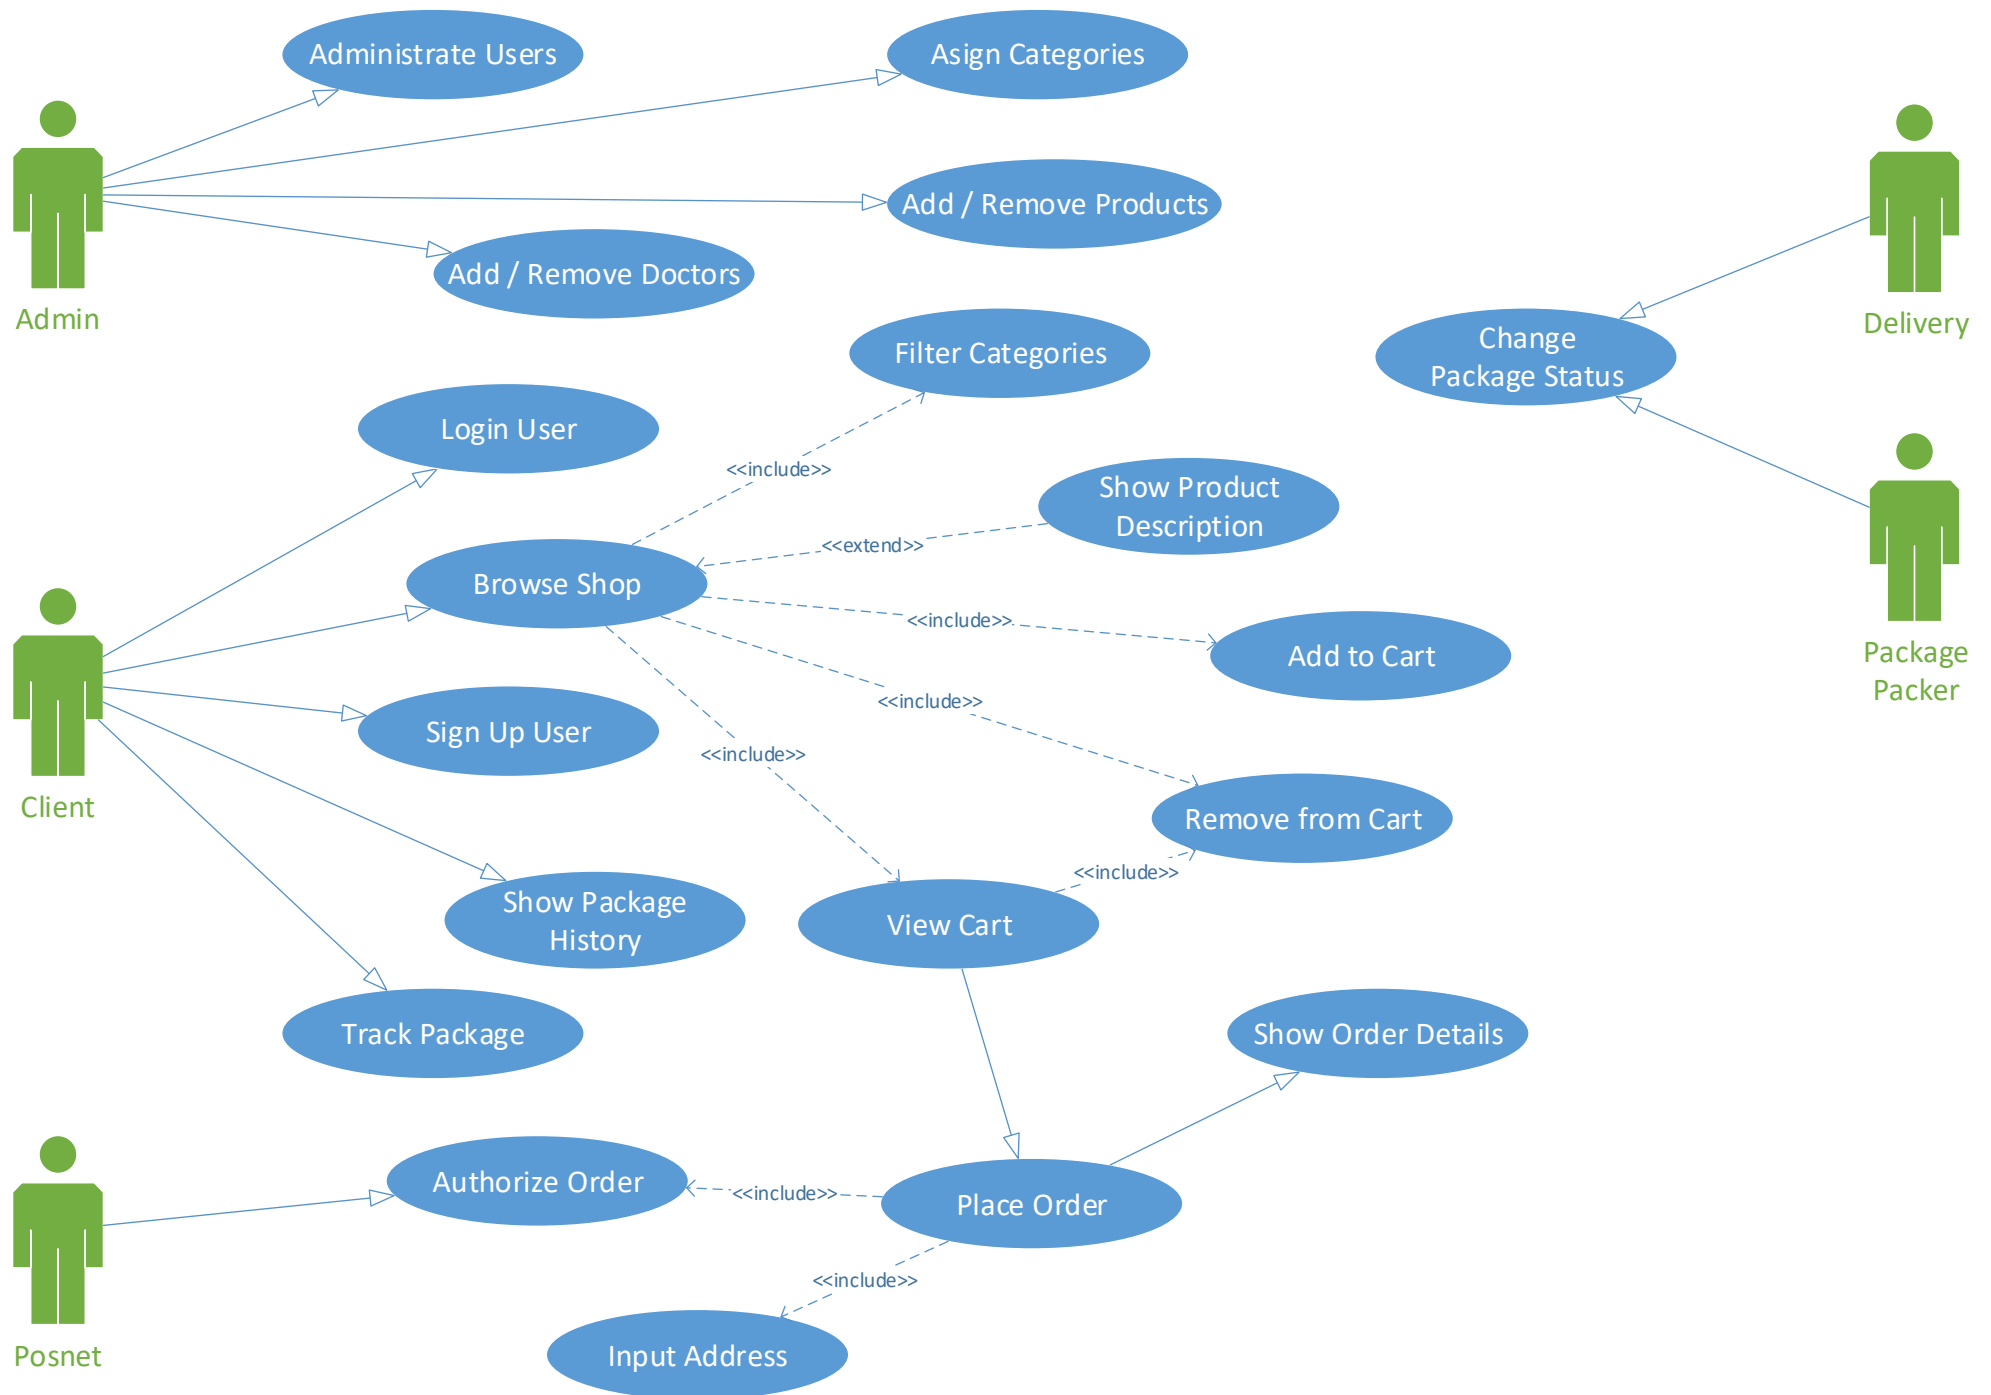 Administrate Users
Asign Categories
Add / Remove Products
Add / Remove Doctors
Admin
Delivery
Filter Categories
Change
Package Status
Login User
<<include>>
Show Product
Description
<<extend>>
Browse Shop
<<include>>
Add to Cart
Package
Packer
<<include>>
Sign Up User
<<include>>
Client
Remove from Cart
<<include>>
Show Package
History
View Cart
Track Package
Show Order Details
Authorize Order
<<include>>
Place Order
<<include>>
Posnet
Input Address